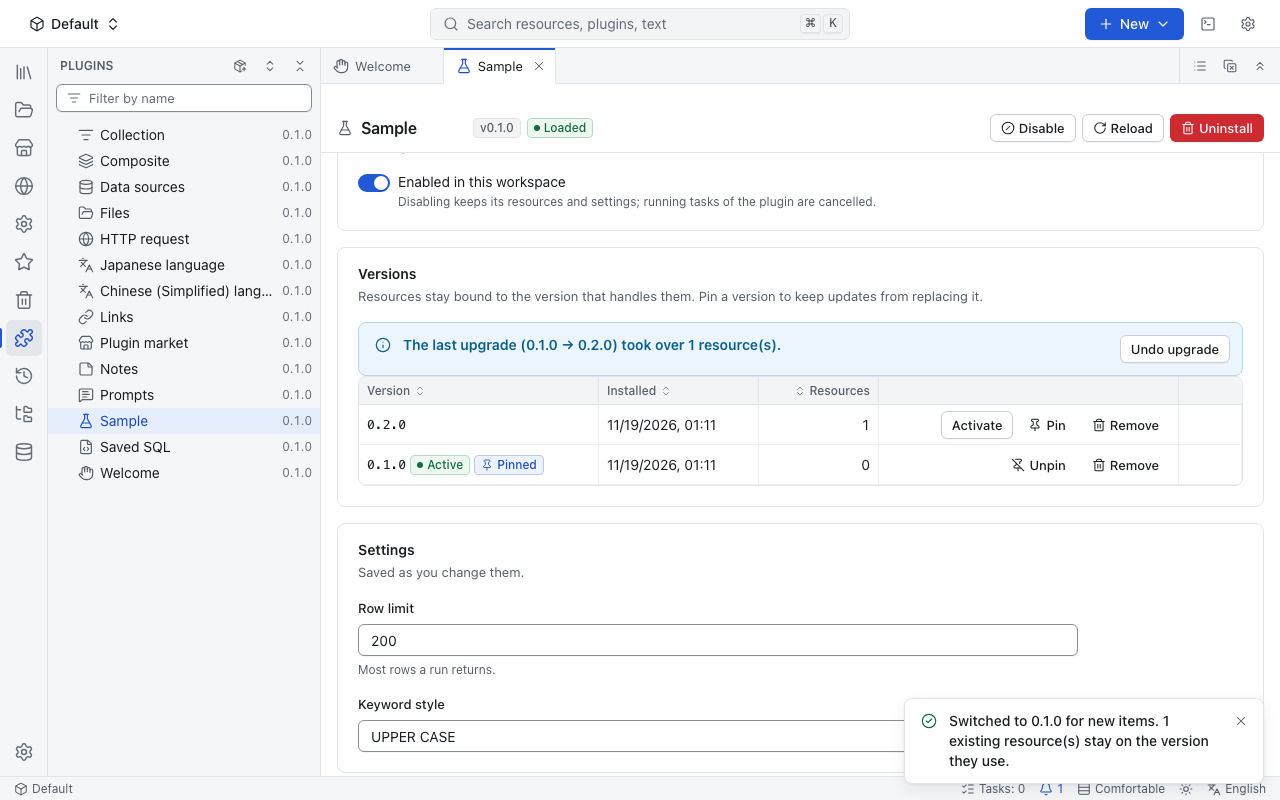 Default
Search resources, plugins, text
⌘ K
New
PLUGINS
Welcome
Sample
Filter by name
Collection 0.1.0
Composite 0.1.0
Data sources 0.1.0
Files 0.1.0
HTTP request 0.1.0
Japanese language 0.1.0
Chinese (Simplified) lang... 0.1.0
Links 0.1.0
Plugin market 0.1.0
Notes 0.1.0
Prompts 0.1.0
Sample 0.1.0
Saved SQL 0.1.0
Welcome 0.1.0
Sample v0.1.0 Loaded
Disable Reload Uninstall
Enabled in this workspace
Disabling keeps its resources and settings; running tasks of the plugin are cancelled.
Versions
Resources stay bound to the version that handles them. Pin a version to keep updates from replacing it.
The last upgrade (0.1.0 → 0.2.0) took over 1 resource(s).
Undo upgrade
Version Installed Resources
0.2.0 11/19/2026, 01:11 1 Activate Pin Remove
0.1.0 Active Pinned 11/19/2026, 01:11 0 Unpin Remove
Settings
Saved as you change them.
Row limit
200
Most rows a run returns.
Keyword style
UPPER CASE
Switched to 0.1.0 for new items. 1
existing resource(s) stay on the version
they use.
Default
Tasks: 0 1 Comfortable English